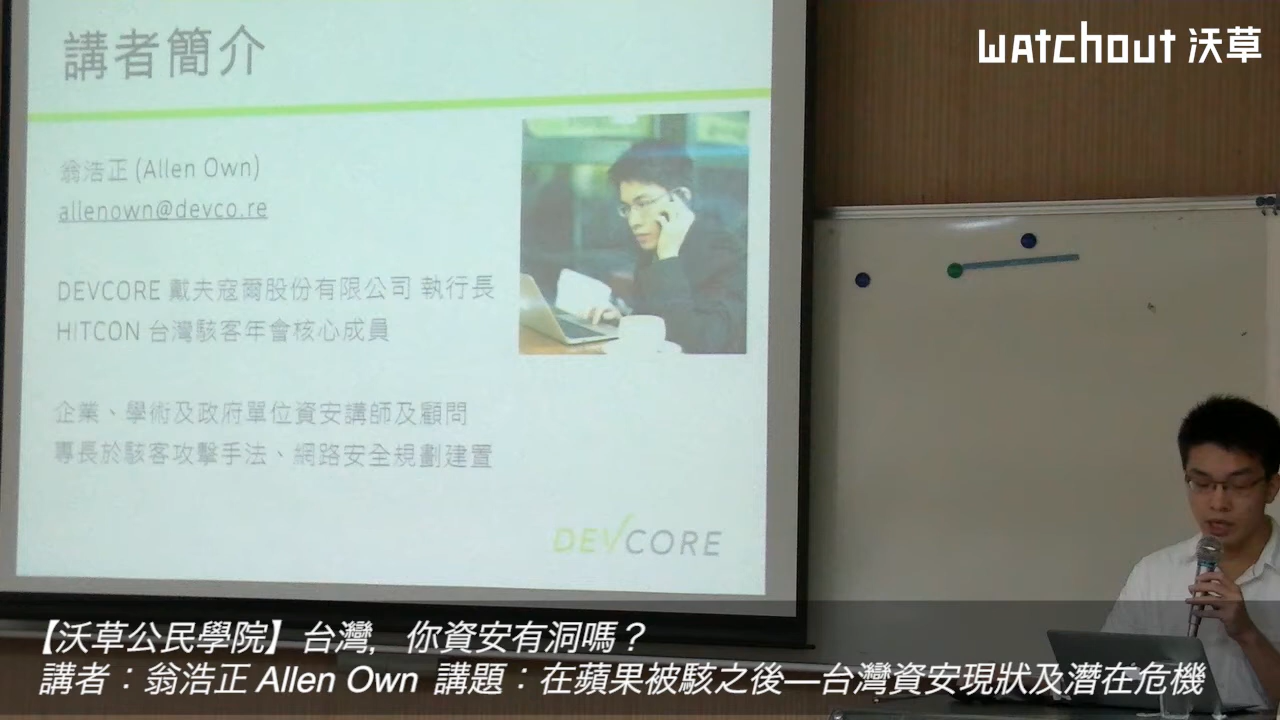 講者簡介
watchout 沃草
翁浩正 (Allen Own)
allenown@devco.re
DEVCORE 戴夫寇爾股份有限公司 執行長
HITCON 台灣駭客年會核心成員
企業、學術及政府單位資安講師及顧問
專長於駭客攻擊手法、網路安全規劃建置
DEVCORE
【沃草公民學院】台灣，你資安有洞嗎？
講者：翁浩正 Allen Own 講題：在蘋果被駭之後—台灣資安現狀及潛在危機